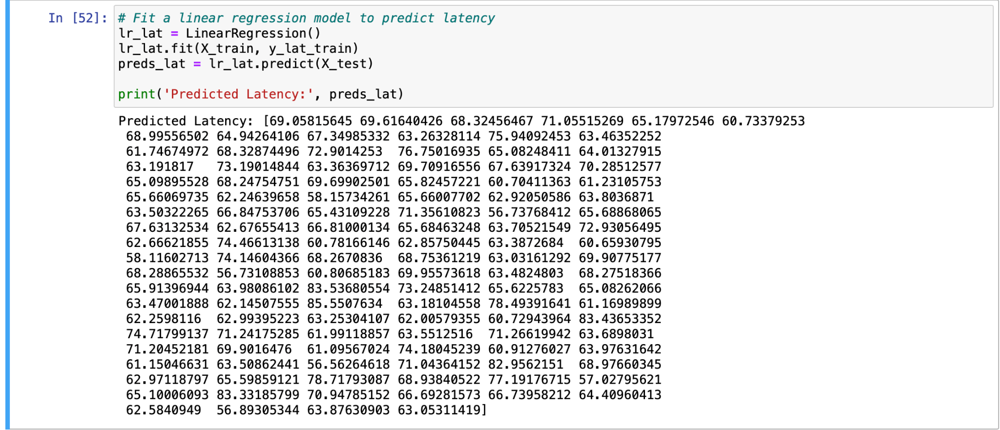 In [52]: # Fit a linear regression model to predict latency
lr_lat = LinearRegression()
lr_lat.fit(X_train, y_lat_train)
preds_lat = lr_lat.predict(X_test)
print('Predicted Latency:', preds_lat)
Predicted Latency: [69.05815645 69.61640426 68.32456467 71.05515269 65.17972546 60.73379253
68.99556502 64.94264106 67.34985332 63.26328114 75.94092453 63.46352252
61.74674972 68.32874496 72.9014253  76.75016935 65.08248411 64.01327915
63.191817   73.19014844 63.36369712 69.70916556 67.63917324 70.28512577
65.09895528 68.24754751 69.69902501 65.82457221 60.70411363 61.23105753
65.66069735 62.24639658 58.15734261 65.66007702 62.92050586 63.8036871
63.50322265 66.84753706 65.43109228 71.35610823 56.73768412 65.68868065
67.63132534 62.67655413 66.81000134 65.68463248 63.70521549 72.93056495
62.66621855 74.46613138 60.78166146 62.85750445 63.3872684  60.65930795
58.11602713 74.14604366 68.2670836  68.75361219 63.03161292 69.90775177
68.28865532 56.73108853 60.80685183 69.95573618 63.4824803  68.27518366
65.91396944 63.98086102 83.53680554 73.24851412 65.6225783  65.08262066
63.47001888 62.14507555 85.5507634  63.18104558 78.49391641 61.16989899
62.2598116  62.99395223 63.25304107 62.00579355 60.72943964 83.43653352
74.71799137 71.24175285 61.99118857 63.5512516  71.26619942 63.6898031
71.20452181 69.9016476  61.09567024 74.18045239 60.91276027 63.97631642
61.15046631 63.50862441 56.56264618 71.04364152 82.9562151  68.97660345
62.97118797 65.59859121 78.71793087 68.93840522 77.19176715 57.02795621
65.10006093 83.33185799 70.94785152 66.69281573 66.73958212 64.40960413
62.5840949  56.89305344 63.87630903 63.05311419]